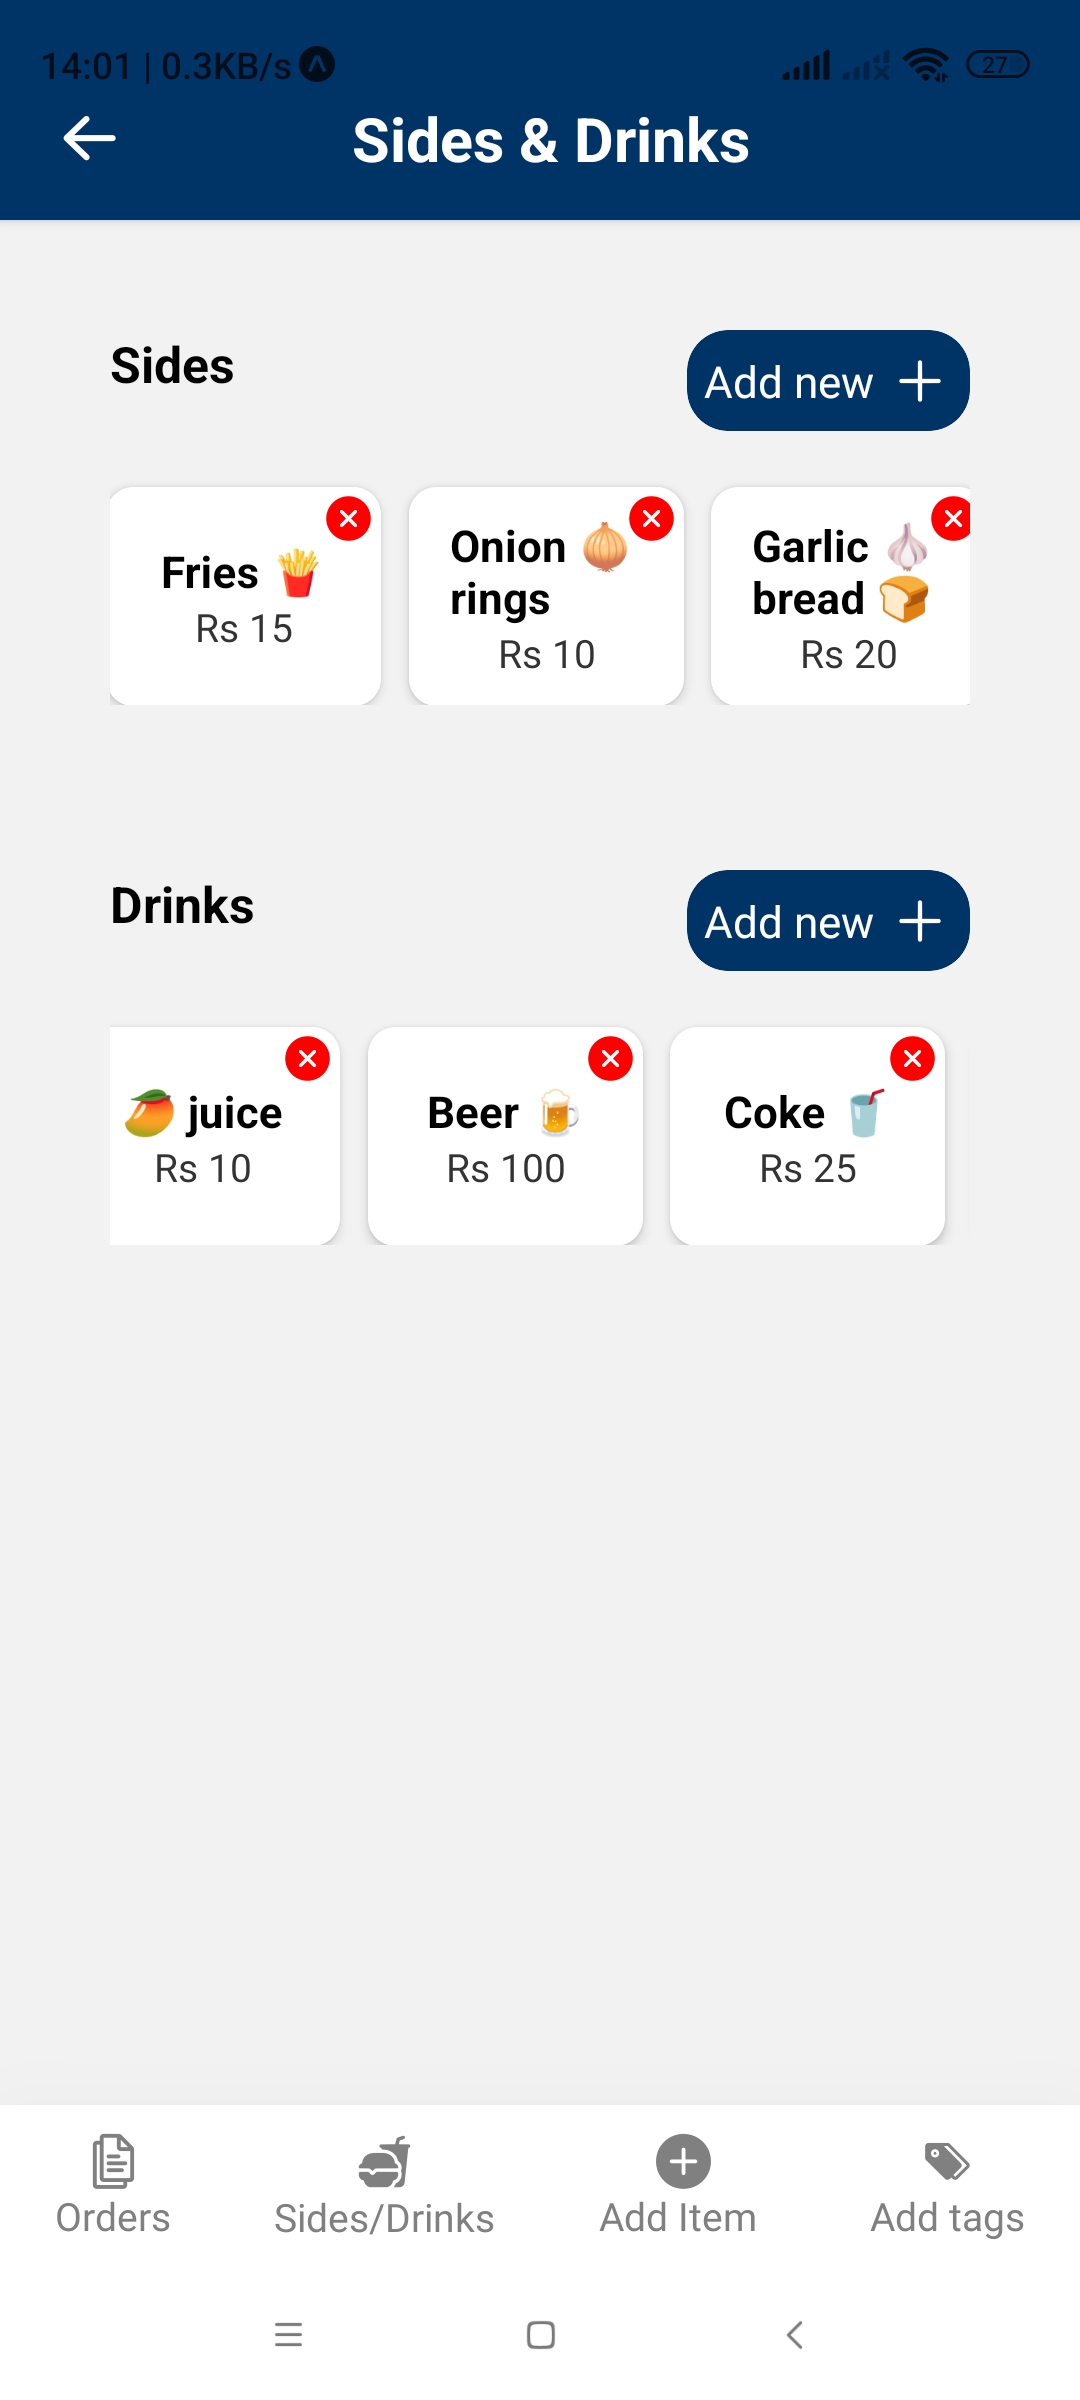 14:01 | 0.3KB/s
27
Sides & Drinks
Sides
Add new
Fries 🍟
Rs 15
Onion 🧅
rings
Rs 10
Garlic 🧄
bread 🍞
Rs 20
Drinks
Add new
🥭 juice
Rs 10
Beer 🍺
Rs 100
Coke 🥤
Rs 25
Orders
Sides/Drinks
Add Item
Add tags